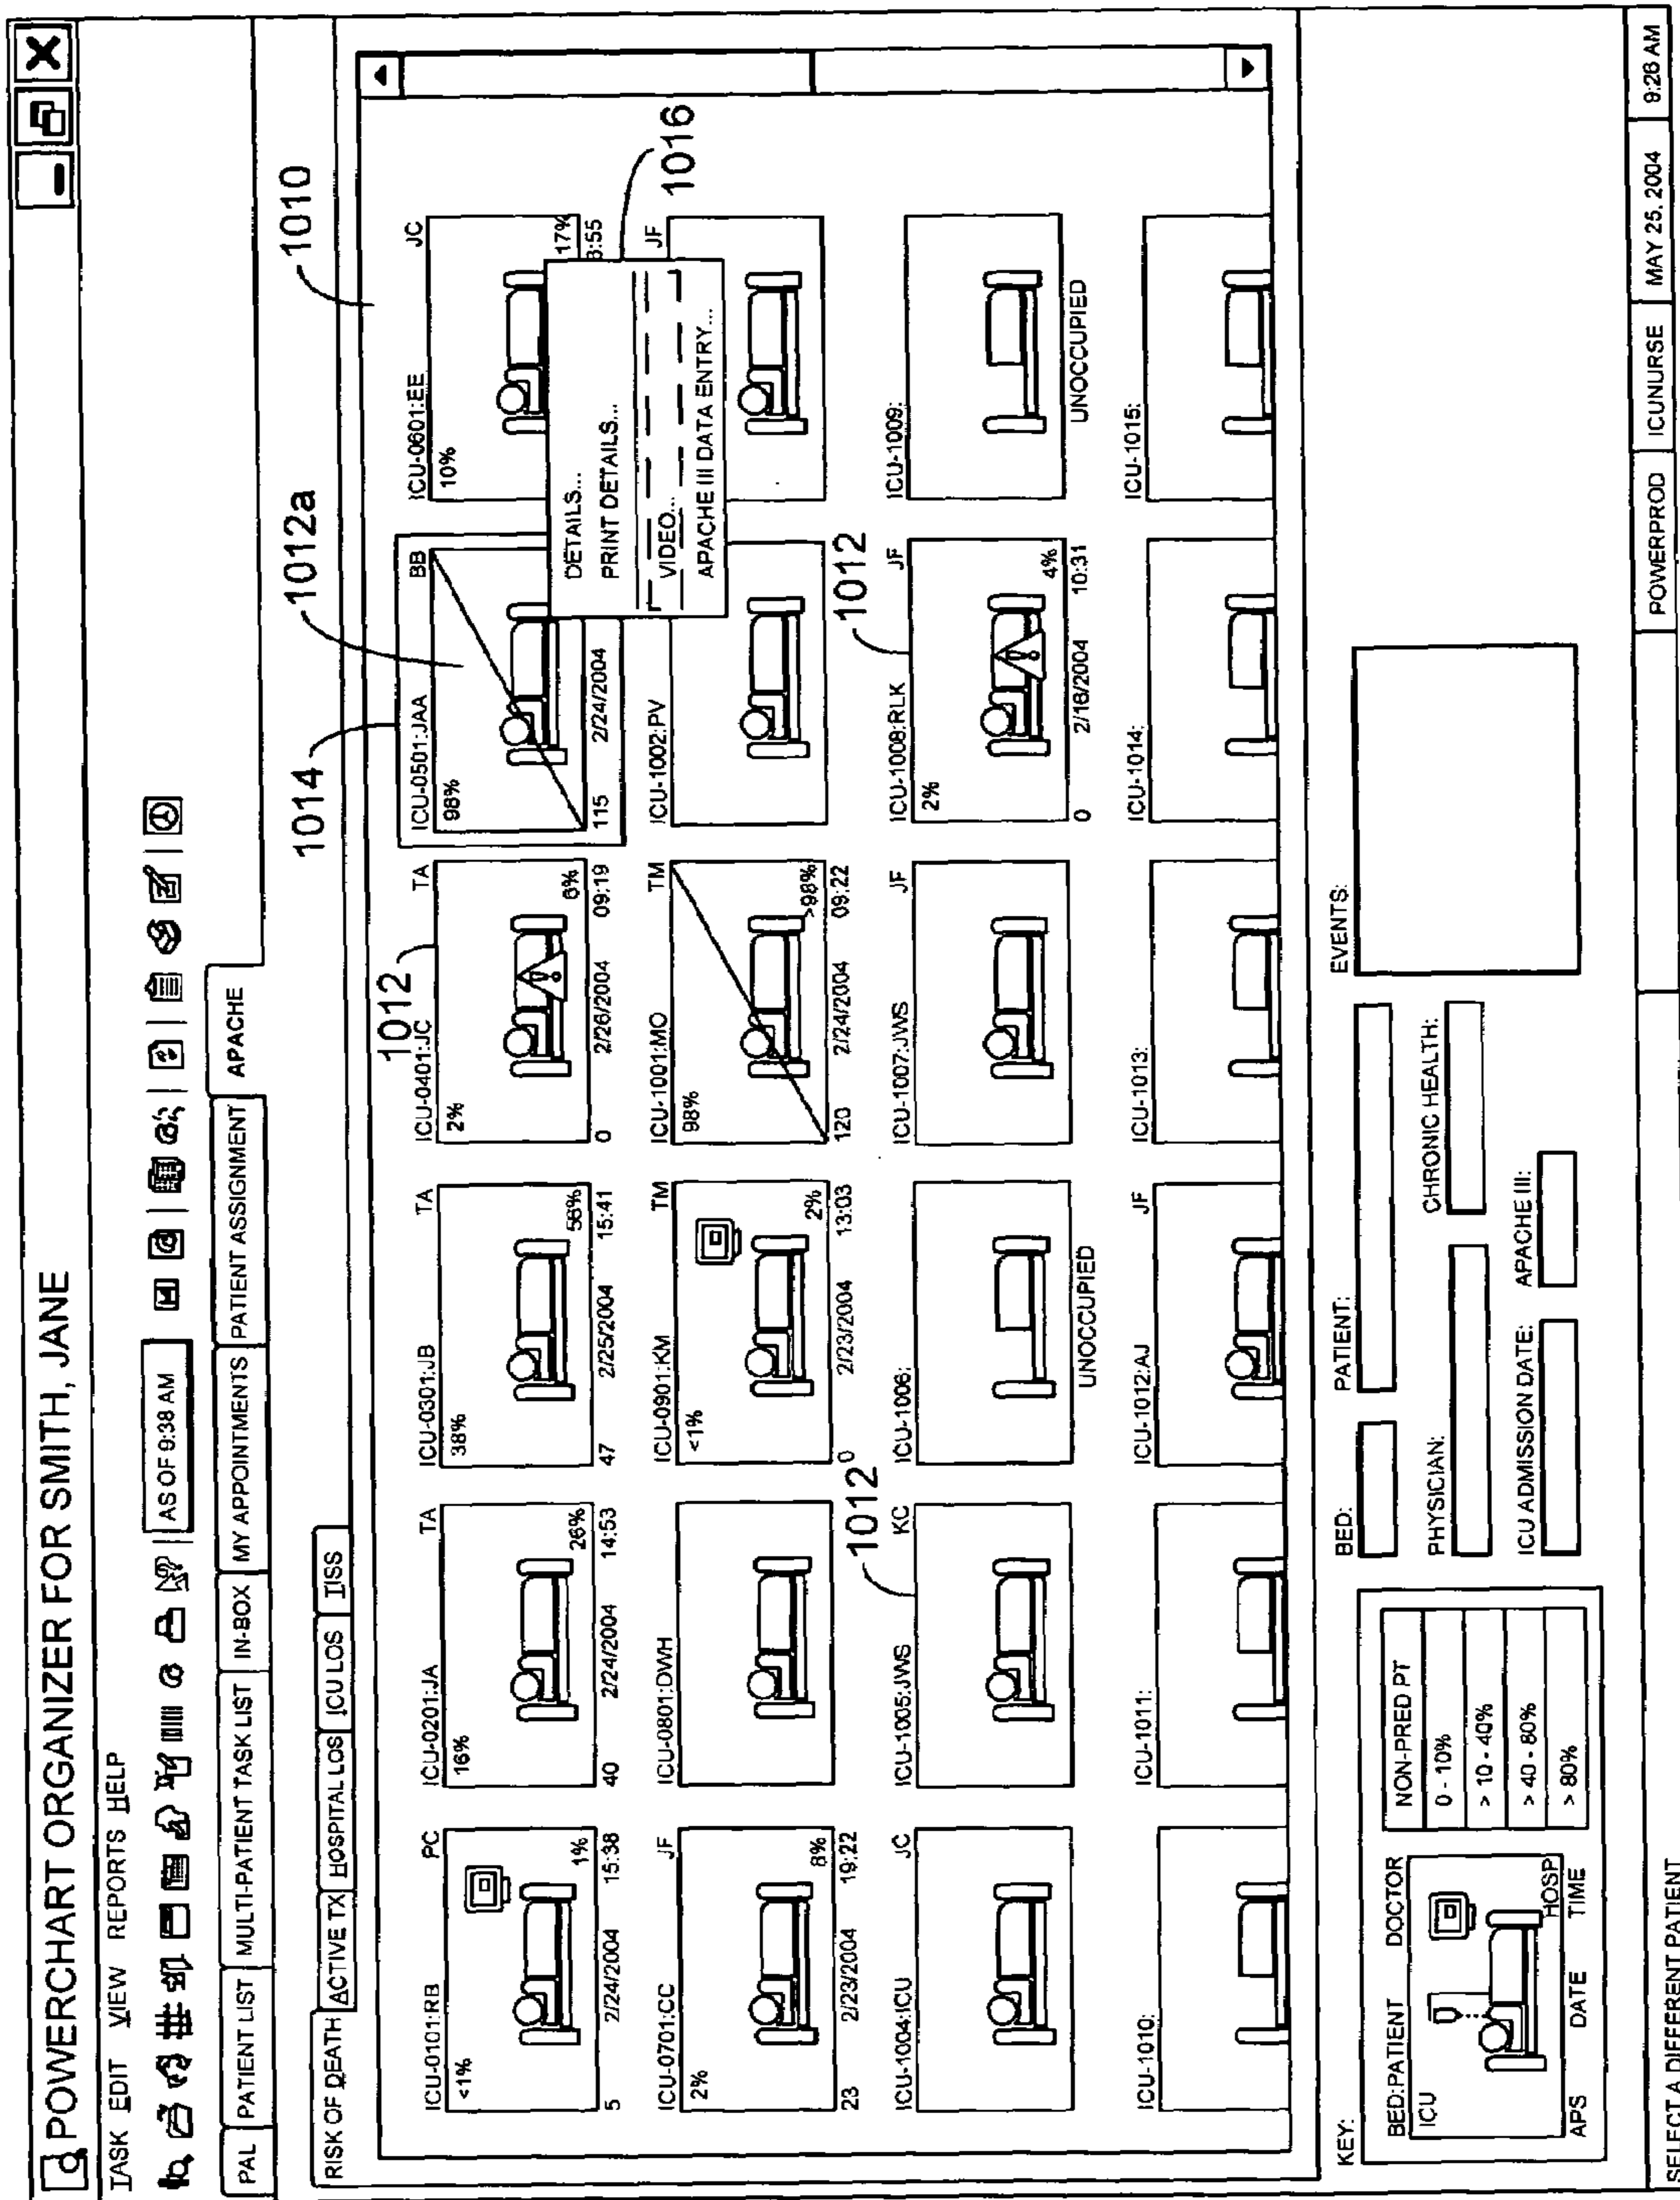 POWERCHART ORGANIZER FOR SMITH, JANE
TASK EDIT VIEW REPORTS HELP
AS OF 9:38 AM
PAL PATIENT LIST MULTI-PATIENT TASK LIST IN-BOX MY APPOINTMENTS PATIENT ASSIGNMENT APACHE
RISK OF DEATH ACTIVE TX HOSPITAL LOS ICU LOS TISS
1010
1012
1014
1012a
1016
ICU-0101:RB PC
<1%
1%
5 2/24/2004 15:38
ICU-0201:JA TA
16%
26%
40 2/24/2004 14:53
ICU-0301:JB TA
38%
56%
47 2/25/2004 15:41
ICU-0401:JC TA
2%
6%
0 2/26/2004 09:19
ICU-0501:JAA BB
98%
115 2/24/2004
ICU-0601:EE JC
10%
17%
3:55
DETAILS...
PRINT DETAILS...
VIDEO...
APACHE III DATA ENTRY...
ICU-0701:CC JF
2%
8%
23 2/23/2004 19:22
ICU-0801:DWH
ICU-0901:KM TM
<1%
2%
0 2/23/2004 13:03
ICU-1001:MO TM
98%
>98%
120 2/24/2004 09:22
ICU-1002:PV
JF
1012
1012
ICU-1004:ICU JC
ICU-1005:JWS KC
ICU-1006:
UNOCCUPIED
ICU-1007:JWS JF
ICU-1008:RLK JF
2%
4%
0 2/18/2004 10:31
ICU-1009:
UNOCCUPIED
ICU-1010:
ICU-1011:
ICU-1012:AJ JF
ICU-1013:
ICU-1014:
ICU-1015:
KEY:
BED:PATIENT DOCTOR
ICU
HOSP
APS DATE TIME
NON-PRED PT
0 - 10%
> 10 - 40%
> 40 - 80%
> 80%
BED: PATIENT:
PHYSICIAN: CHRONIC HEALTH:
ICU ADMISSION DATE: APACHE III:
EVENTS:
SELECT A DIFFERENT PATIENT
POWERPROD ICUNURSE MAY 25, 2004 9:26 AM